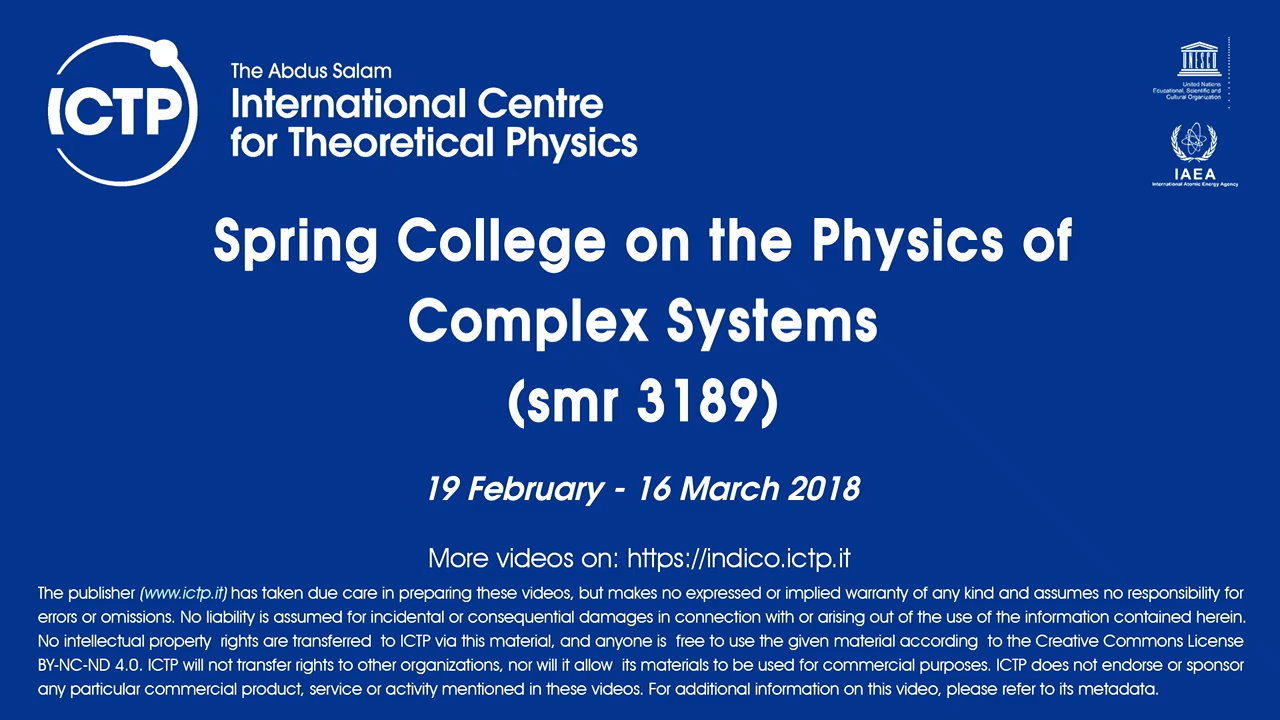 ICTP
The Abdus Salam
International Centre
for Theoretical Physics
UNESCO
United Nations
Educational, Scientific and
Cultural Organization
IAEA
International Atomic Energy Agency
Spring College on the Physics of
Complex Systems
(smr 3189)
19 February - 16 March 2018
More videos on: https://indico.ictp.it
The publisher (www.ictp.it) has taken due care in preparing these videos, but makes no expressed or implied warranty of any kind and assumes no responsibility for
errors or omissions. No liability is assumed for incidental or consequential damages in connection with or arising out of the use of the information contained herein.
No intellectual property rights are transferred to ICTP via this material, and anyone is free to use the given material according to the Creative Commons License
BY-NC-ND 4.0. ICTP will not transfer rights to other organizations, nor will it allow its materials to be used for commercial purposes. ICTP does not endorse or sponsor
any particular commercial product, service or activity mentioned in these videos. For additional information on this video, please refer to its metadata.